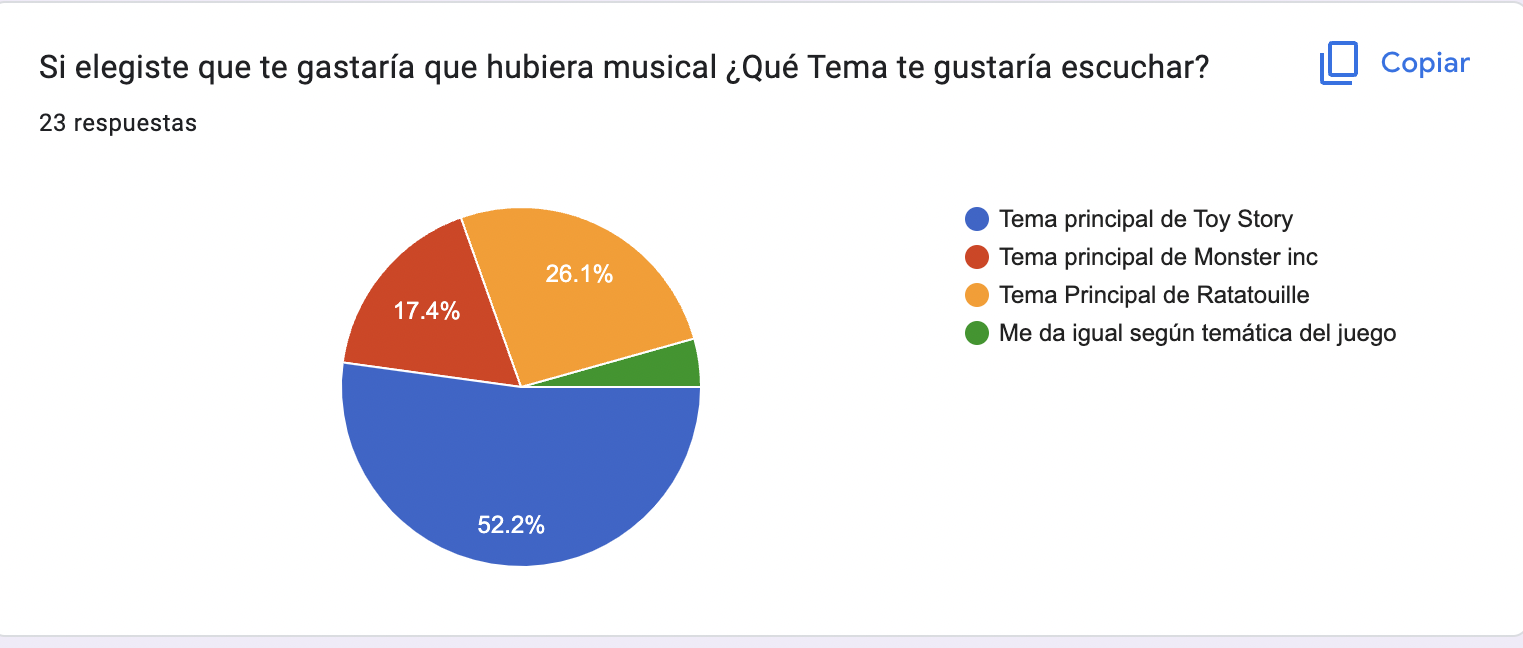 Si elegiste que te gastaría que hubiera musical ¿Qué Tema te gustaría escuchar?
Copiar
23 respuestas
26.1%
17.4%
52.2%
Tema principal de Toy Story
Tema principal de Monster inc
Tema Principal de Ratatouille
Me da igual según temática del juego